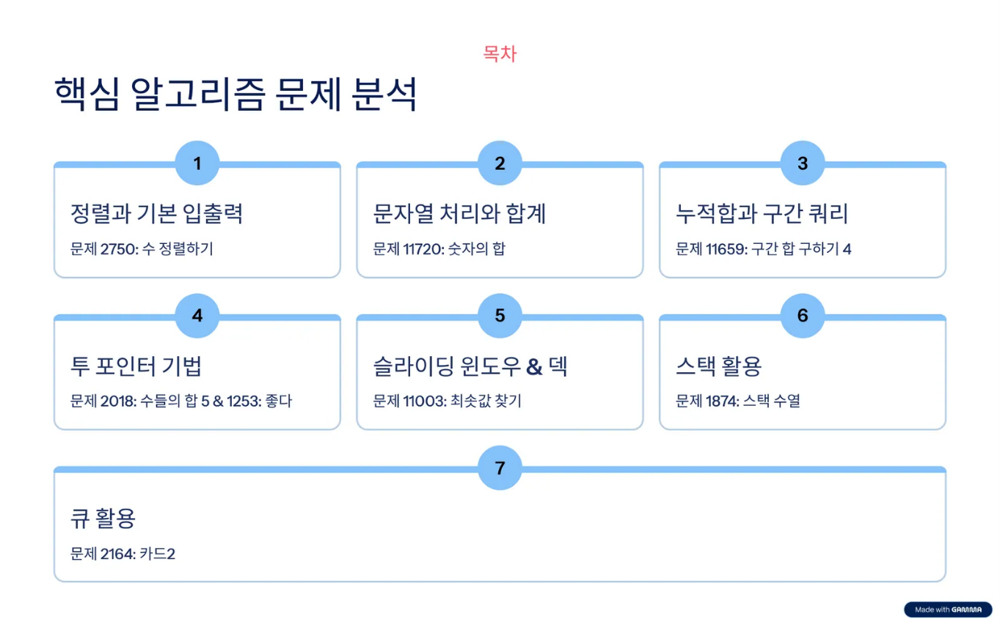 목차
핵심 알고리즘 문제 분석
1
정렬과 기본 입출력
문제 2750: 수 정렬하기
2
문자열 처리와 합계
문제 11720: 숫자의 합
3
누적합과 구간 쿼리
문제 11659: 구간 합 구하기 4
4
투 포인터 기법
문제 2018: 수들의 합 5 & 1253: 좋다
5
슬라이딩 윈도우 & 덱
문제 11003: 최솟값 찾기
6
스택 활용
문제 1874: 스택 수열
7
큐 활용
문제 2164: 카드2
Made with GAMMA